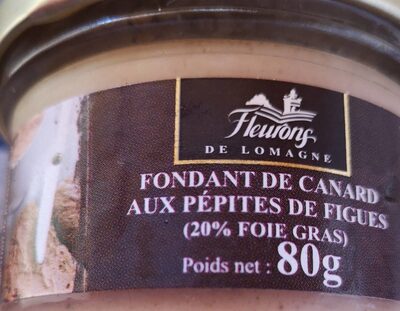 Fleurons
DE LOMAGNE
FONDANT DE CANARD
AUX PÉPITES DE FIGUES
(20% FOIE GRAS)
Poids net : 80g